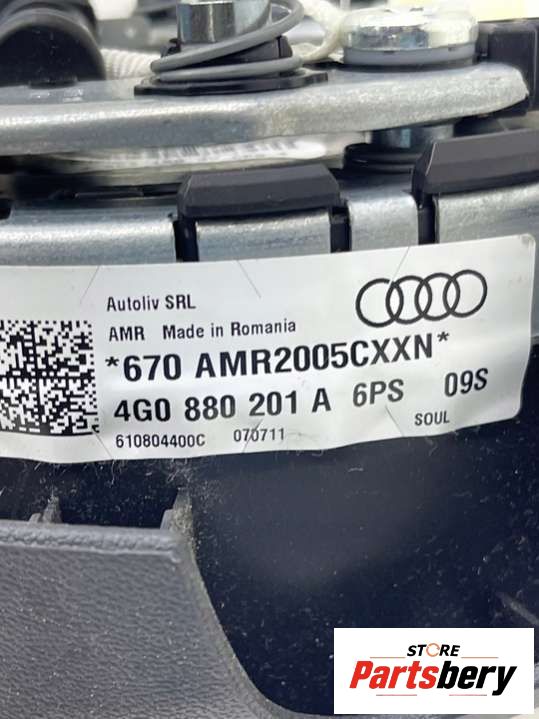 Autoliv SRL
AMR Made in Romania
*670 AMR2005CXXN*
4G0 880 201 A 6PS 09S
610804400C 070711 SOUL
STORE
Partsbery